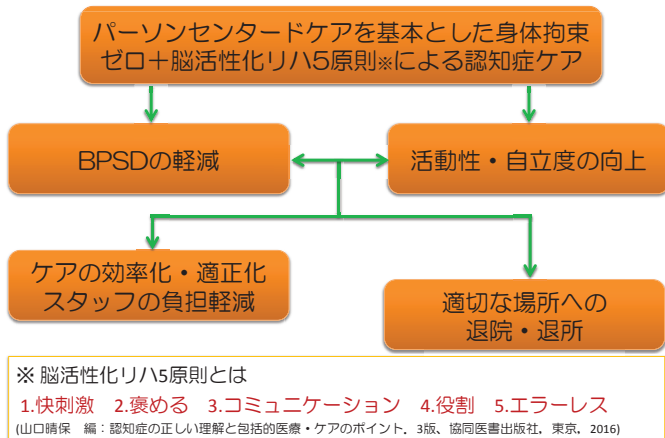 パーソンセンタードケアを基本とした身体拘束
ゼロ＋脳活性化リハ5原則※による認知症ケア
BPSDの軽減
活動性・自立度の向上
ケアの効率化・適正化
スタッフの負担軽減
適切な場所への
退院・退所
※ 脳活性化リハ5原則とは
1.快刺激 2.褒める 3.コミュニケーション 4.役割 5.エラーレス
(山口晴保 編：認知症の正しい理解と包括的医療・ケアのポイント．3版、協同医書出版社，東京，2016)